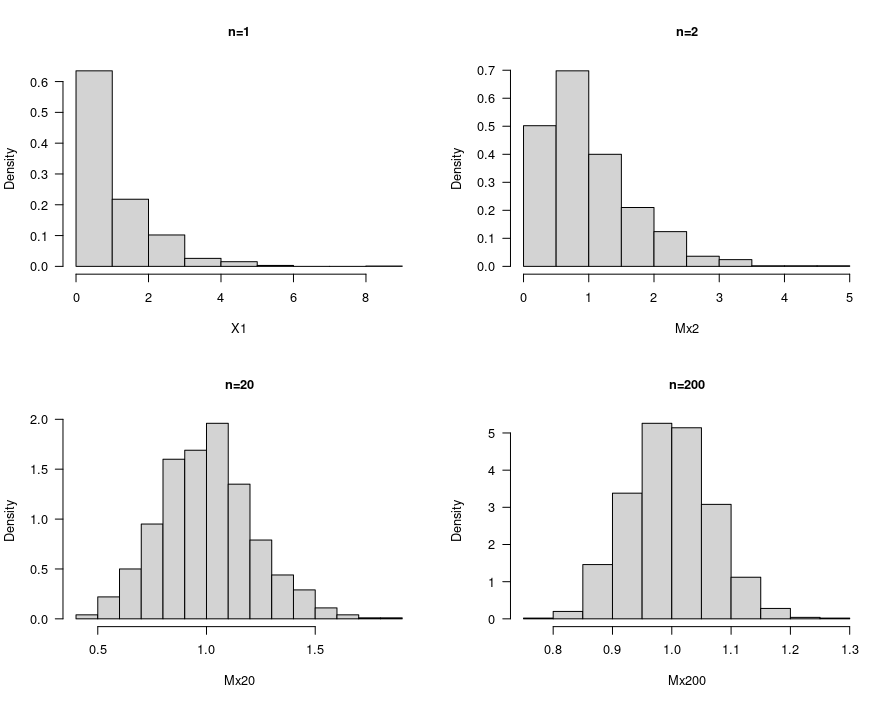 n=1
Density
0.0 0.1 0.2 0.3 0.4 0.5 0.6
0 2 4 6 8
X1
n=2
Density
0.0 0.1 0.2 0.3 0.4 0.5 0.6 0.7
0 1 2 3 4 5
Mx2
n=20
Density
0.0 0.5 1.0 1.5 2.0
0.5 1.0 1.5
Mx20
n=200
Density
0 1 2 3 4 5
0.8 0.9 1.0 1.1 1.2 1.3
Mx200